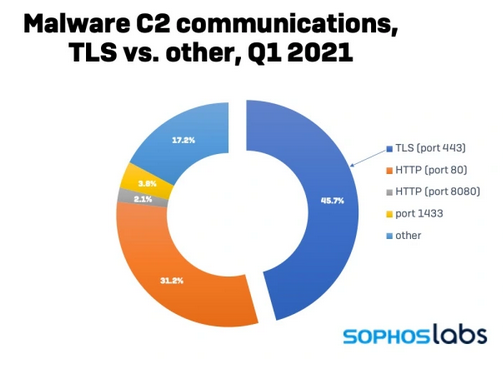 Malware C2 communications,
TLS vs. other, Q1 2021
17.2%
3.8%
2.1%
31.2%
45.7%
TLS (port 443)
HTTP (port 80)
HTTP (port 8080)
port 1433
other
SOPHOSlabs